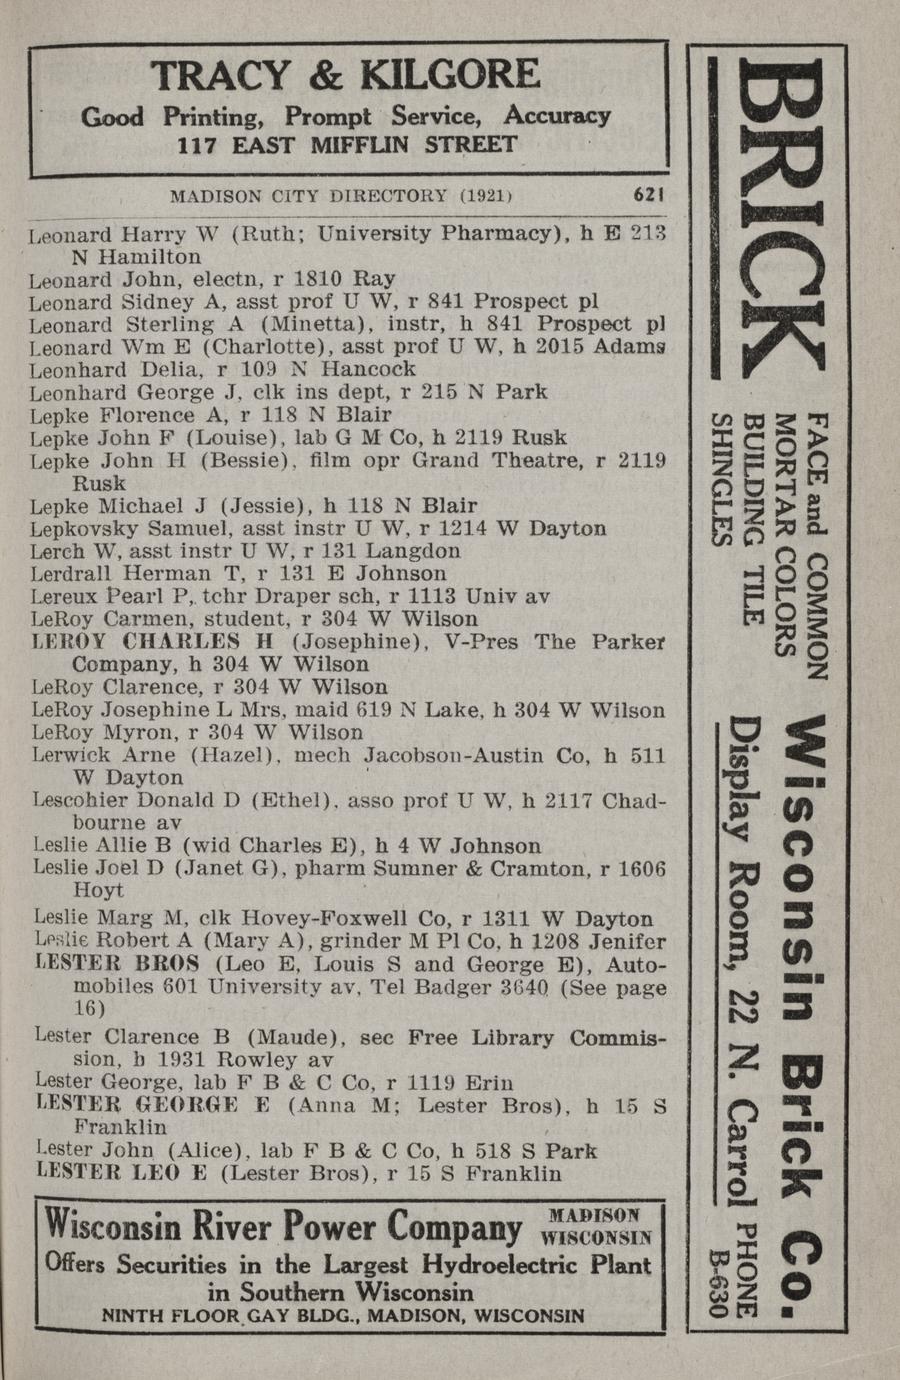 TRACY & KILGORE
Good Printing, Prompt Service, Accuracy
117 EAST MIFFLIN STREET
MADISON CITY DIRECTORY (1921) 621
Leonard Harry W (Ruth; University Pharmacy), h E 213
N Hamilton
Leonard John, electn, r 1810 Ray
Leonard Sidney A, asst prof U W, r 841 Prospect pl
Leonard Sterling A (Minetta), instr, h 841 Prospect pl
Leonard Wm E (Charlotte), asst prof U W, h 2015 Adams
Leonhard Delia, r 109 N Hancock
Leonhard George J, clk ins dept, r 215 N Park
Lepke Florence A, r 118 N Blair
Lepke John F (Louise), lab G M Co, h 2119 Rusk
Lepke John H (Bessie), film opr Grand Theatre, r 2119
Rusk
Lepke Michael J (Jessie), h 118 N Blair
Lepkovsky Samuel, asst instr U W, r 1214 W Dayton
Lerch W, asst instr U W, r 131 Langdon
Lerdrall Herman T, r 131 E Johnson
Lereux Pearl P, tchr Draper sch, r 1113 Univ av
LeRoy Carmen, student, r 304 W Wilson
LEROY CHARLES H (Josephine), V-Pres The Parker
Company, h 304 W Wilson
LeRoy Clarence, r 304 W Wilson
LeRoy Josephine L Mrs, maid 619 N Lake, h 304 W Wilson
LeRoy Myron, r 304 W Wilson
Lerwick Arne (Hazel), mech Jacobson-Austin Co, h 511
W Dayton
Lescohier Donald D (Ethel), asso prof U W, h 2117 Chad-
bourne av
Leslie Allie B (wid Charles E), h 4 W Johnson
Leslie Joel D (Janet G), pharm Sumner & Cramton, r 1606
Hoyt
Leslie Marg M, clk Hovey-Foxwell Co, r 1311 W Dayton
Leslie Robert A (Mary A), grinder M Pl Co, h 1208 Jenifer
LESTER BROS (Leo E, Louis S and George E), Auto-
mobiles 601 University av, Tel Badger 3640 (See page
16)
Lester Clarence B (Maude), sec Free Library Commis-
sion, h 1931 Rowley av
Lester George, lab F B & C Co, r 1119 Erin
LESTER GEORGE E (Anna M; Lester Bros), h 15 S
Franklin
Lester John (Alice), lab F B & C Co, h 518 S Park
LESTER LEO E (Lester Bros), r 15 S Franklin
Wisconsin River Power Company MADISON
WISCONSIN
Offers Securities in the Largest Hydroelectric Plant
in Southern Wisconsin
NINTH FLOOR GAY BLDG., MADISON, WISCONSIN
BRICK
FACE and COMMON
MORTAR COLORS
BUILDING TILE
SHINGLES
Wisconsin Brick Co.
Display Room, 22 N. Carrol PHONE
B-630